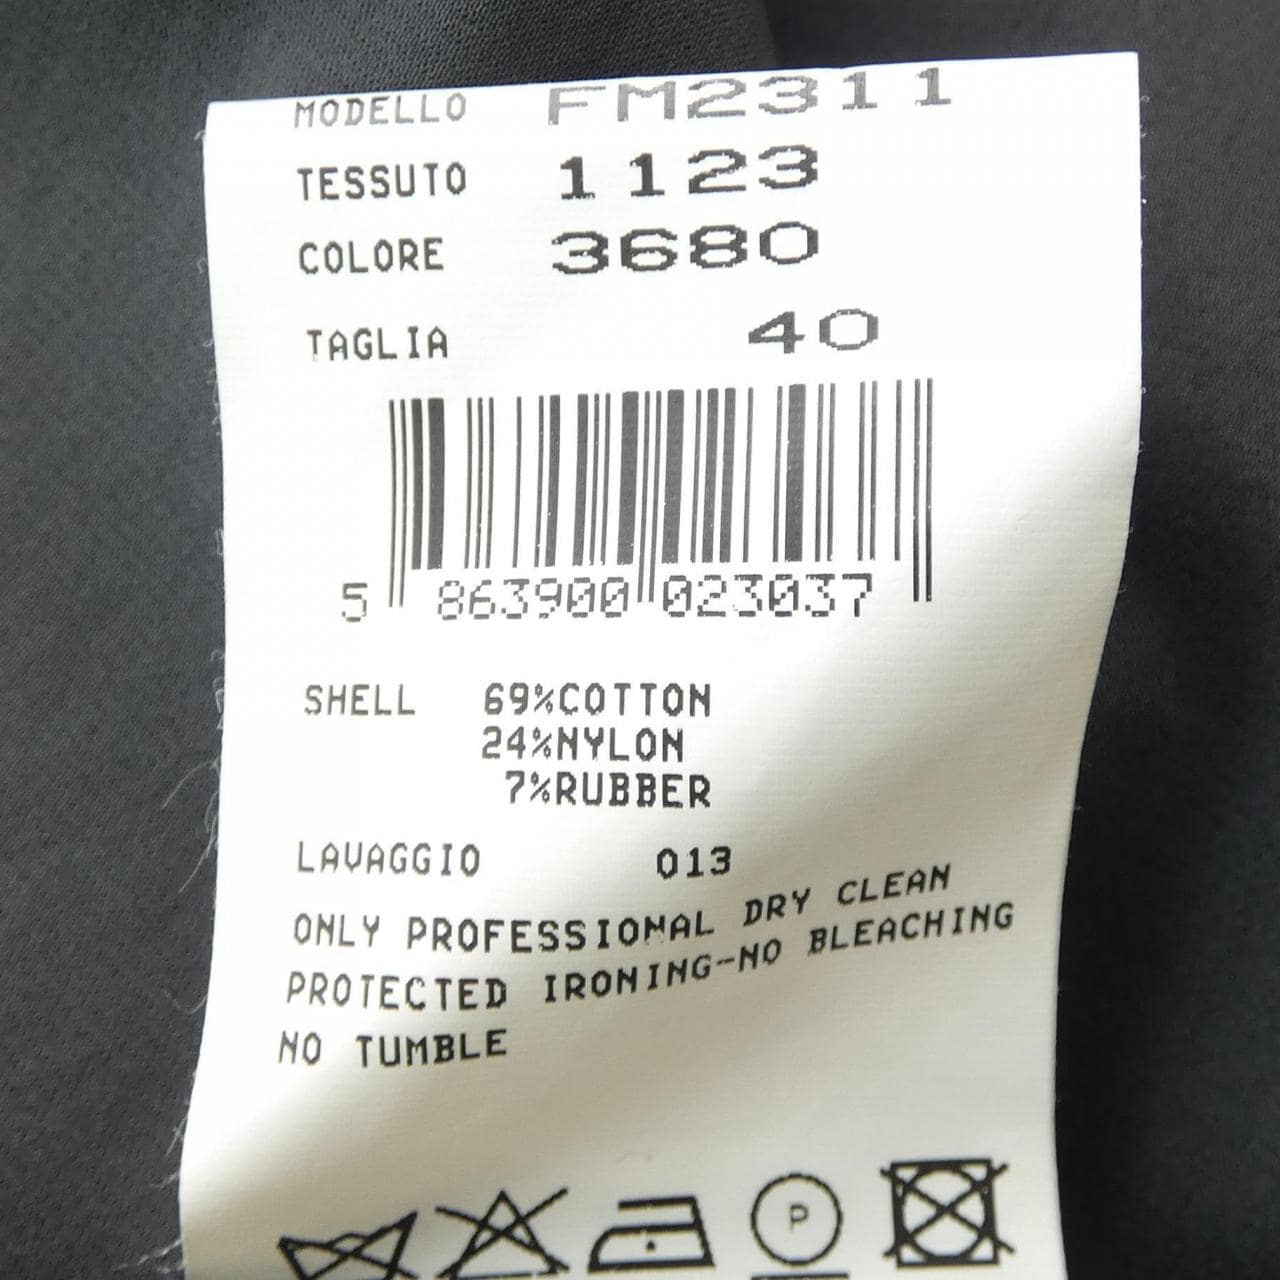 MODELLO FM2311
TESSUTO 1123
COLORE 3680
TAGLIA 40
5 863900 023037
SHELL 69%COTTON
24%NYLON
7%RUBBER
LAVAGGIO 013
ONLY PROFESSIONAL DRY CLEAN
PROTECTED IRONING-NO BLEACHING
NO TUMBLE
P